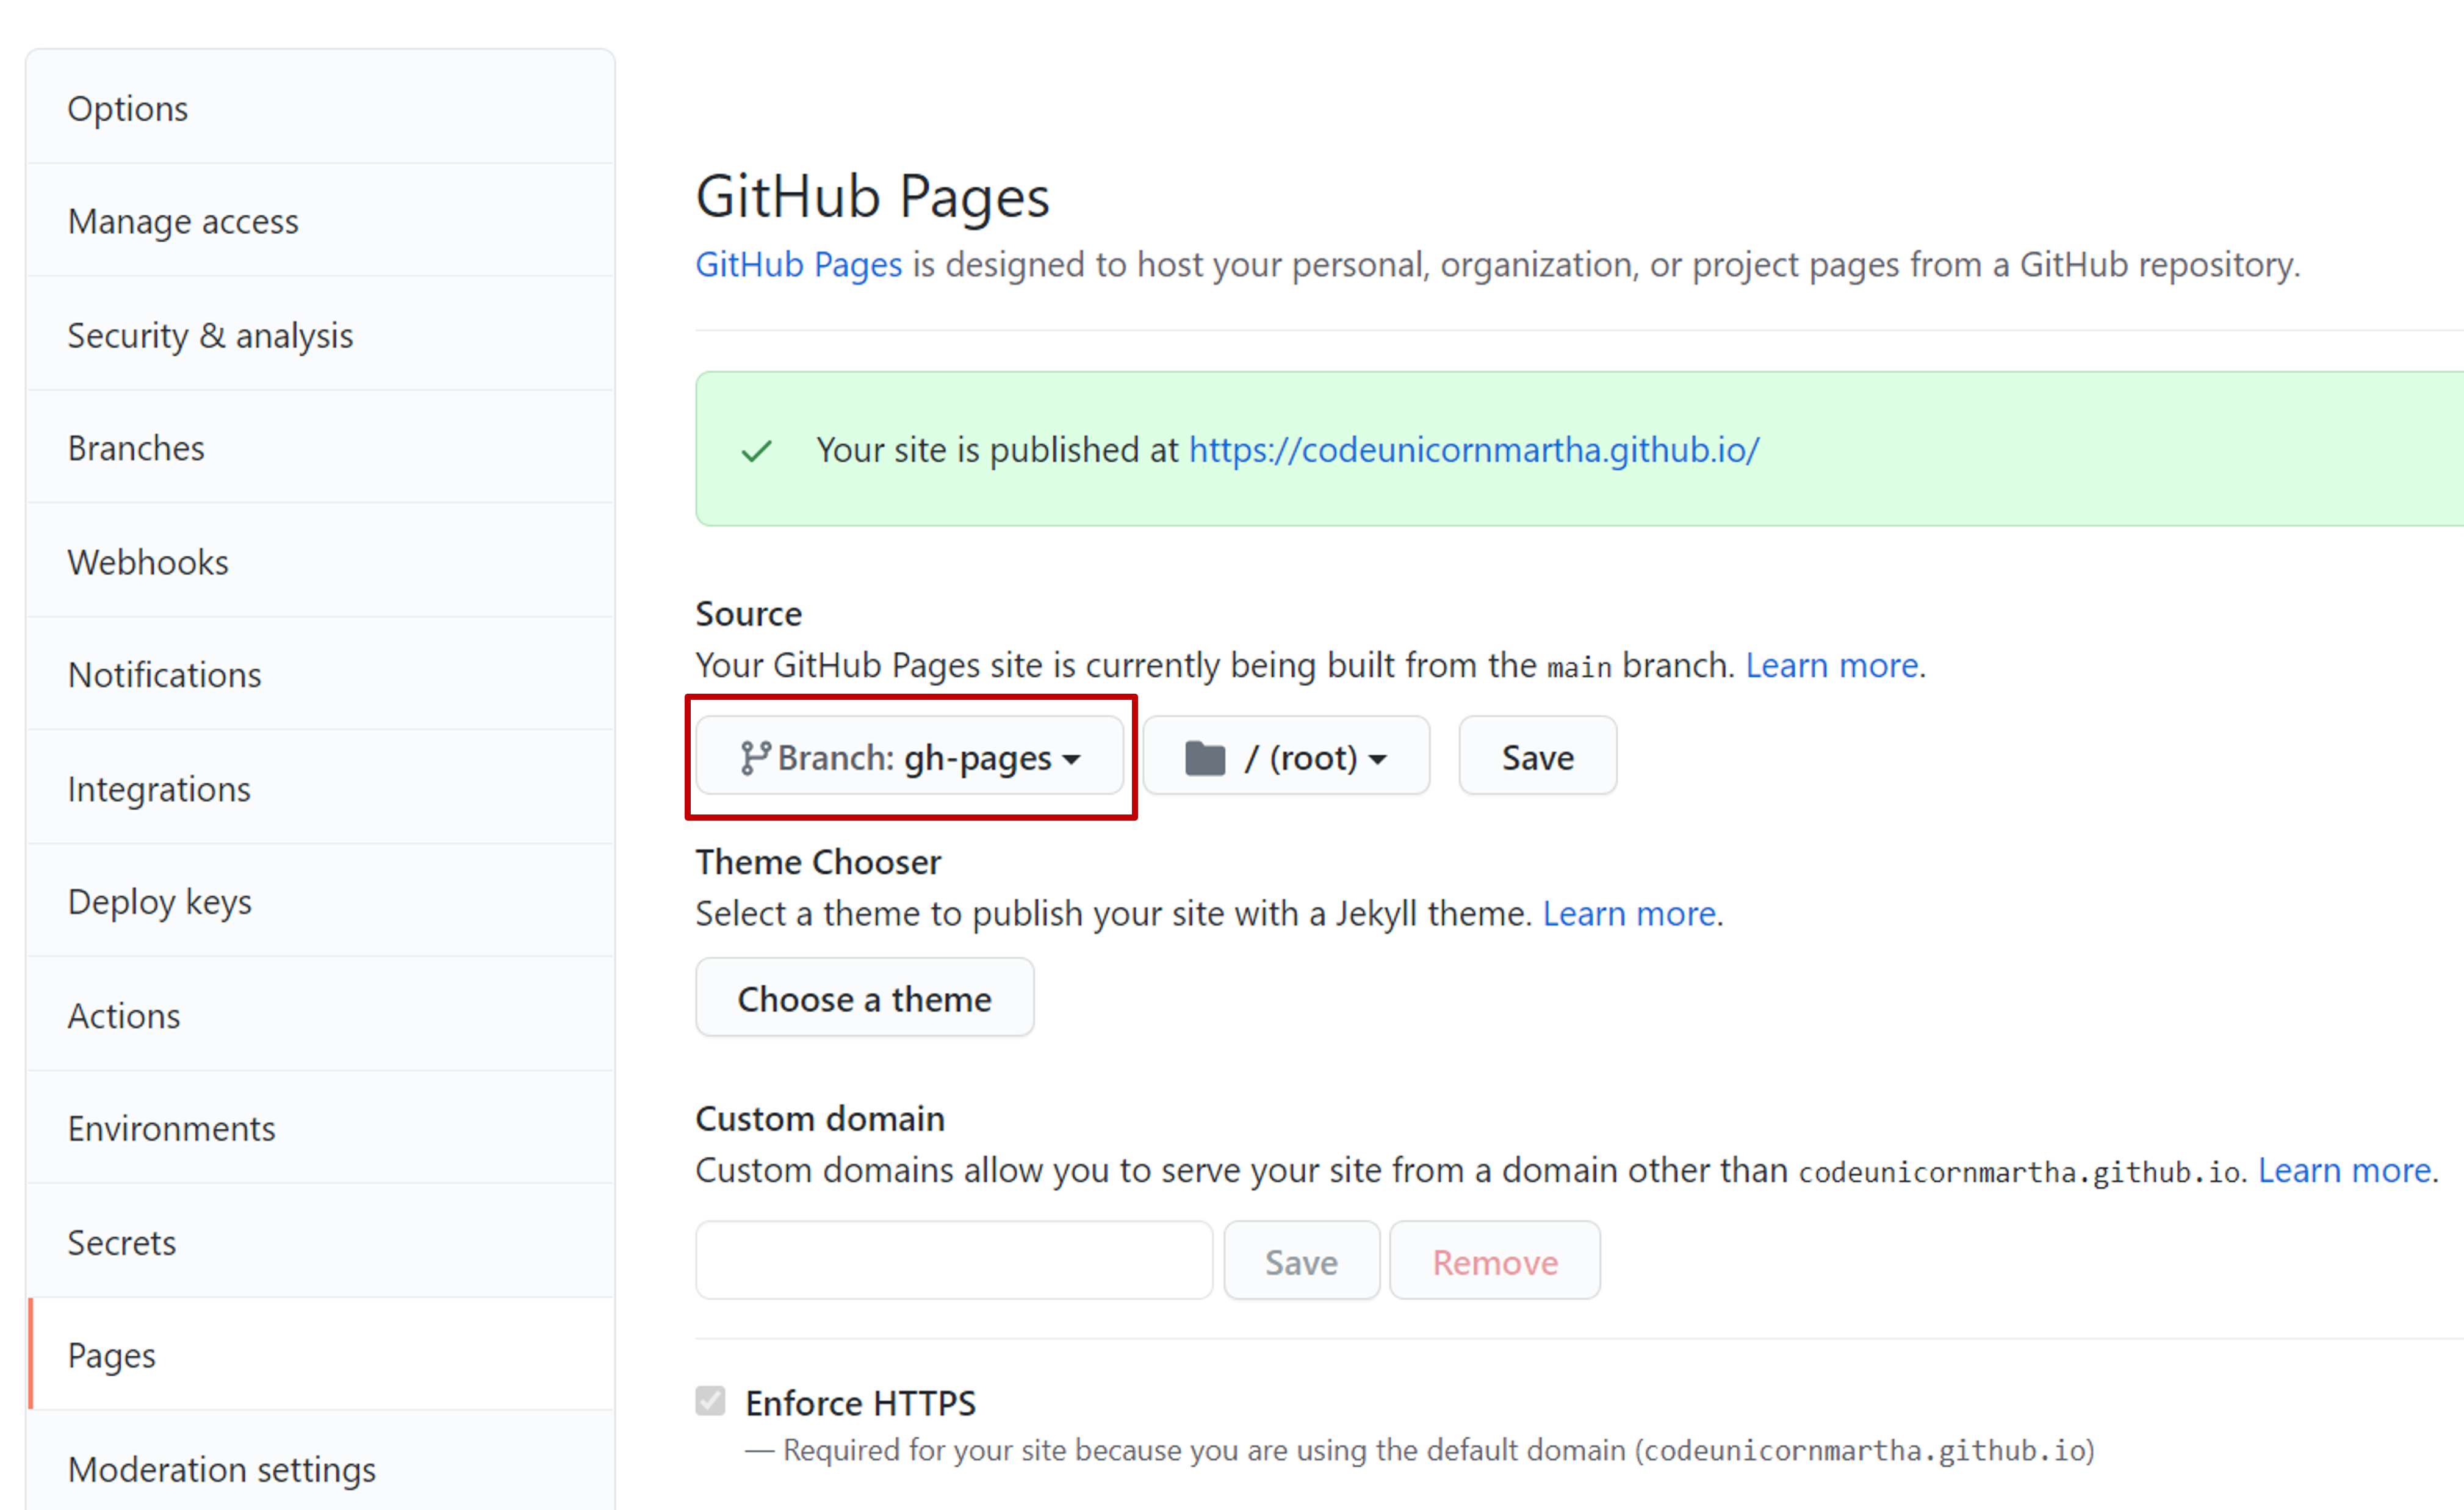 Options
Manage access
Security & analysis
Branches
Webhooks
Notifications
Integrations
Deploy keys
Actions
Environments
Secrets
Pages
Moderation settings
GitHub Pages
GitHub Pages is designed to host your personal, organization, or project pages from a GitHub repository.
Your site is published at https://codeunicornmartha.github.io/
Source
Your GitHub Pages site is currently being built from the main branch. Learn more.
Branch: gh-pages
/ (root)
Save
Theme Chooser
Select a theme to publish your site with a Jekyll theme. Learn more.
Choose a theme
Custom domain
Custom domains allow you to serve your site from a domain other than codeunicornmartha.github.io. Learn more.
Save
Remove
Enforce HTTPS
— Required for your site because you are using the default domain (codeunicornmartha.github.io)